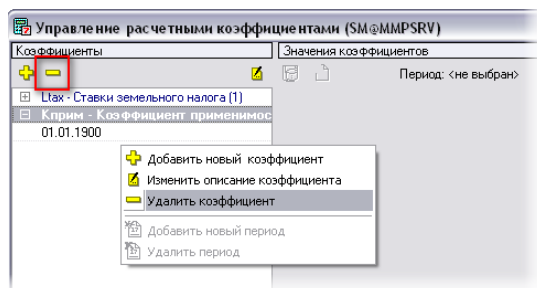 Управление расчетными коэффициентами (SM@MMPSRV)
Коэффициенты
Значения коэффициентов
Период: <не выбран>
Ltax - Ставки земельного налога (1)
Кприм - Коэффициент применимос
01.01.1900
Добавить новый коэффициент
Изменить описание коэффициента
Удалить коэффициент
Добавить новый период
Удалить период